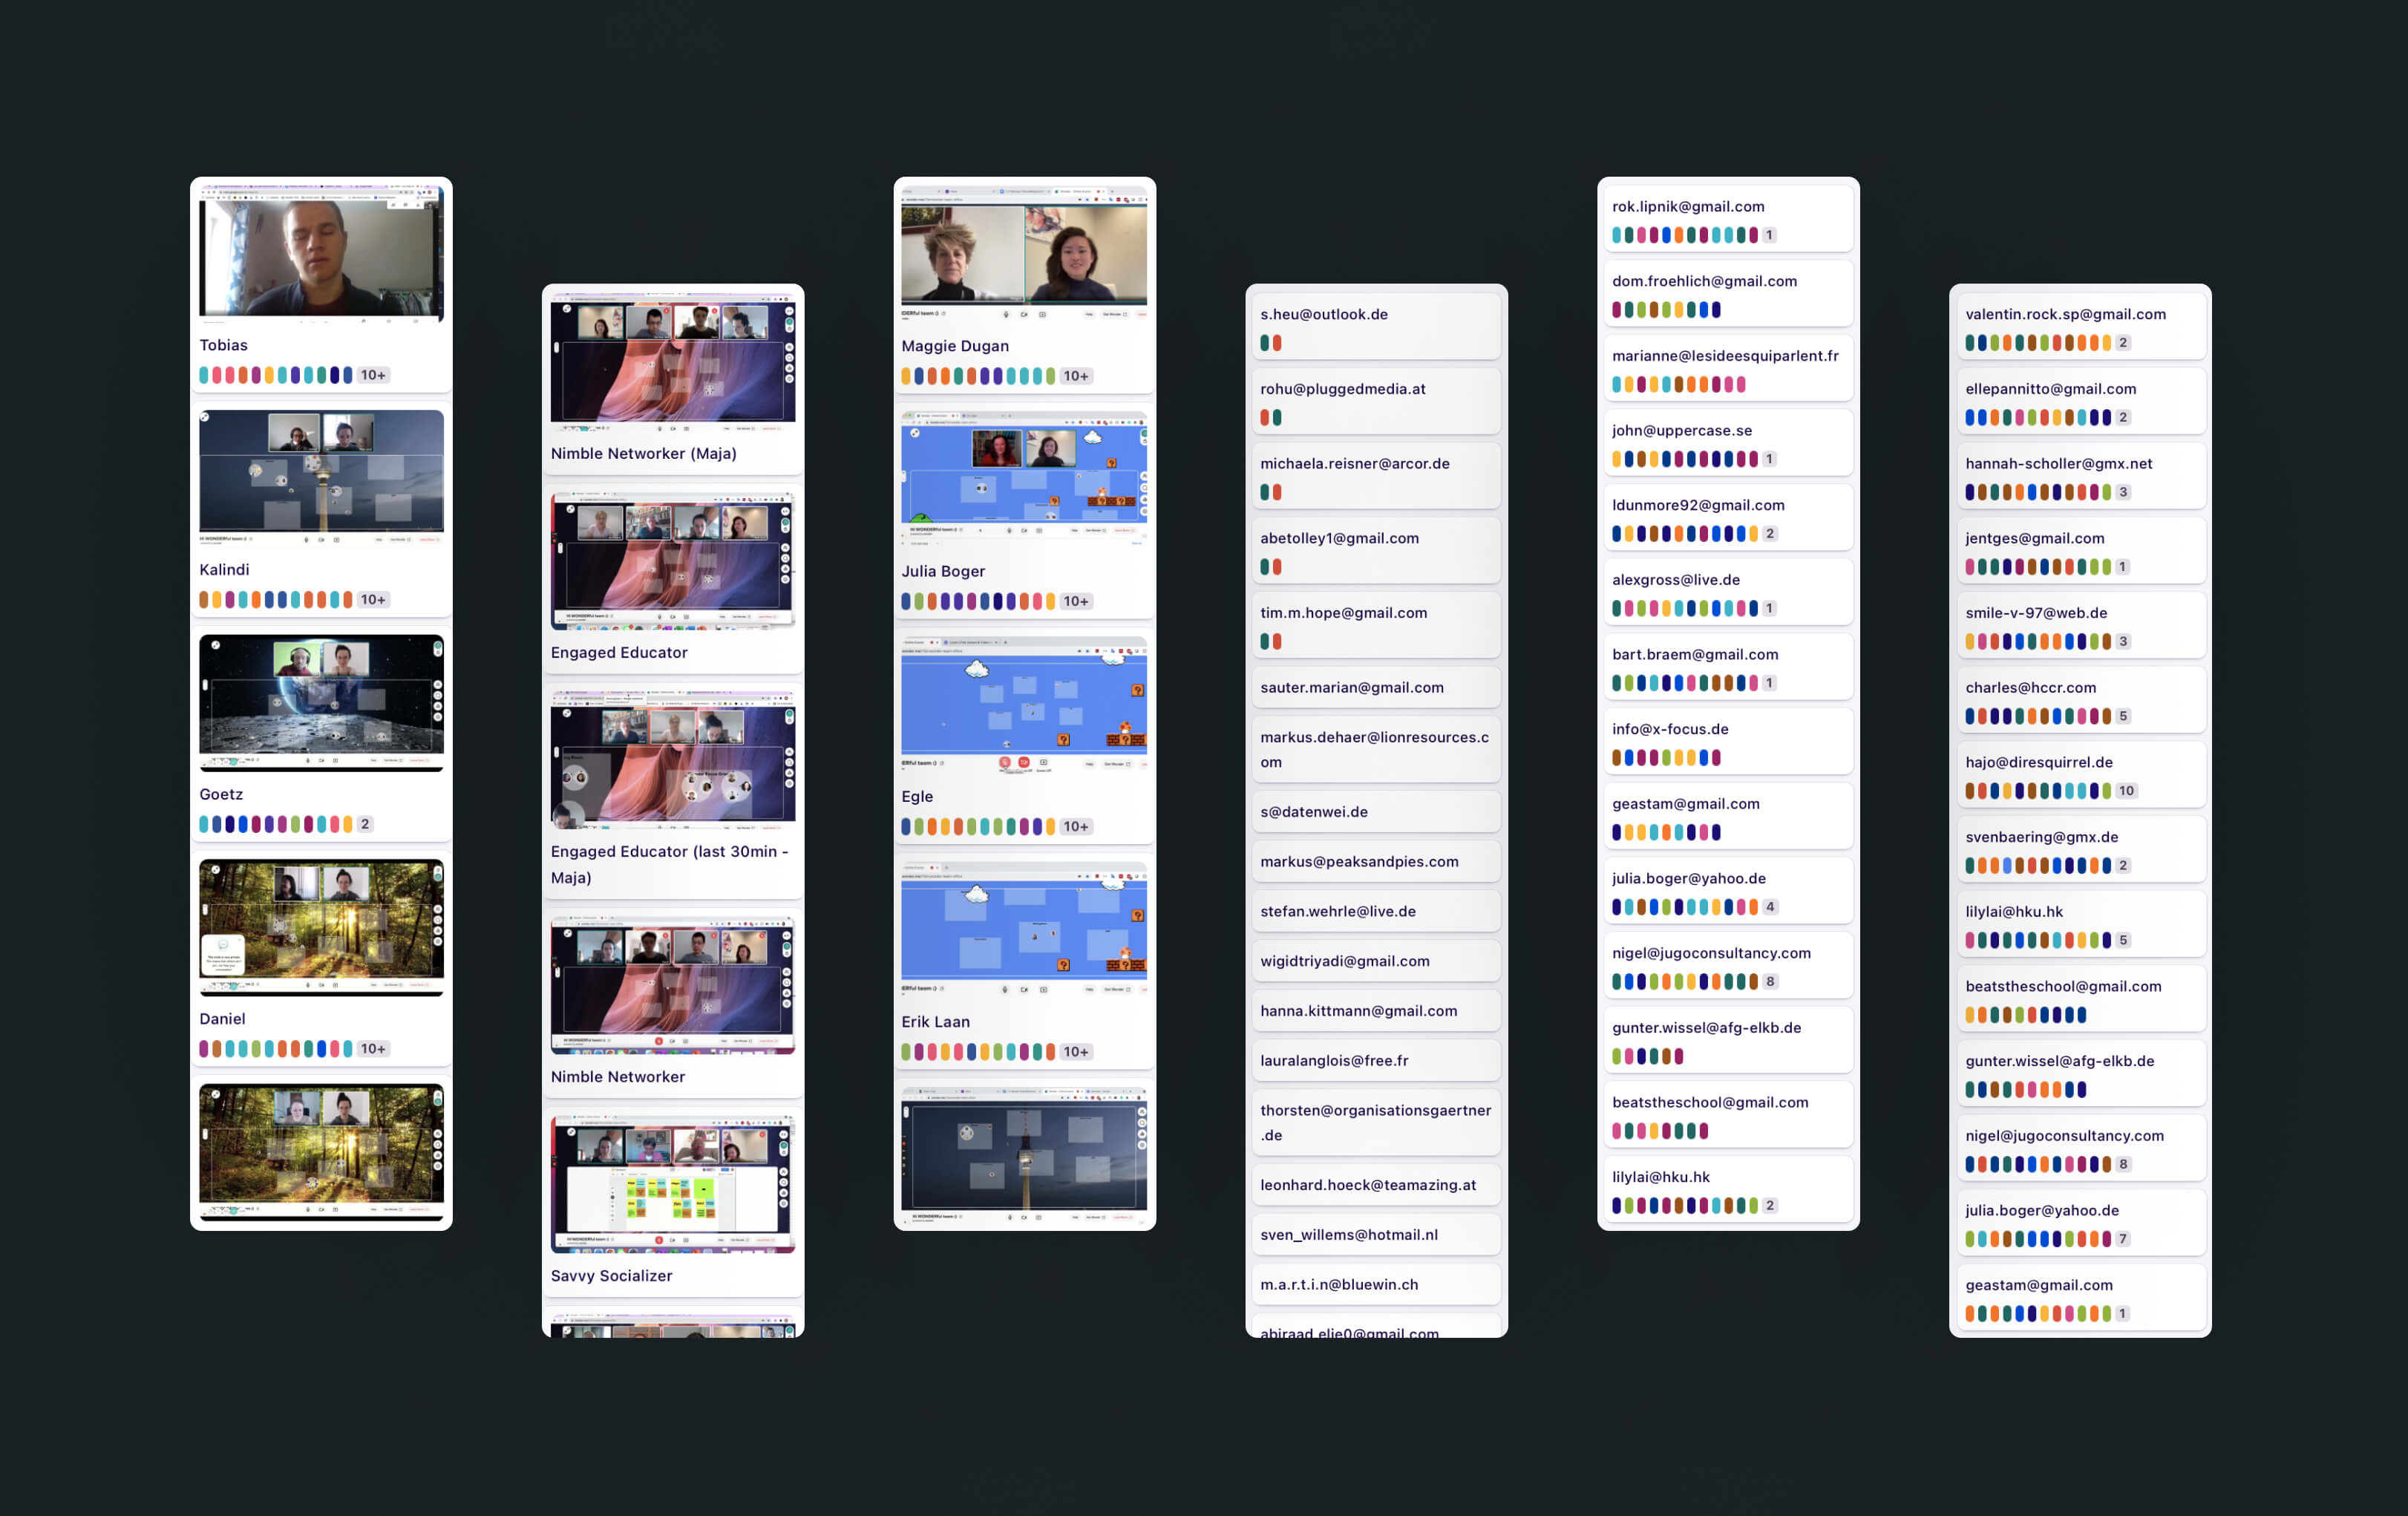 Tobias
10+
Kalindi
10+
Goetz
2
Daniel
10+
Nimble Networker (Maja)
Engaged Educator
Engaged Educator (last 30min -
Maja)
Nimble Networker
Savvy Socializer
Maggie Dugan
10+
Julia Boger
10+
Egle
10+
Erik Laan
10+
s.heu@outlook.de
rohu@pluggedmedia.at
michaela.reisner@arcor.de
abetolley1@gmail.com
tim.m.hope@gmail.com
sauter.marian@gmail.com
markus.dehaer@lionresources.c
om
s@datenwei.de
markus@peaksandpies.com
stefan.wehrle@live.de
wigidtriyadi@gmail.com
hanna.kittmann@gmail.com
lauralanglois@free.fr
thorsten@organisationsgaertner
.de
leonhard.hoeck@teamazing.at
sven_willems@hotmail.nl
m.a.r.t.i.n@bluewin.ch
abiraad.elie0@gmail.com
rok.lipnik@gmail.com
1
dom.froehlich@gmail.com
marianne@lesideesquiparlent.fr
john@uppercase.se
1
ldunmore92@gmail.com
2
alexgross@live.de
1
bart.braem@gmail.com
1
info@x-focus.de
geastam@gmail.com
julia.boger@yahoo.de
4
nigel@jugoconsultancy.com
8
gunter.wissel@afg-elkb.de
beatstheschool@gmail.com
lilylai@hku.hk
2
valentin.rock.sp@gmail.com
2
ellepannitto@gmail.com
2
hannah-scholler@gmx.net
3
jentges@gmail.com
1
smile-v-97@web.de
3
charles@hccr.com
5
hajo@diresquirrel.de
10
svenbaering@gmx.de
2
lilylai@hku.hk
5
beatstheschool@gmail.com
gunter.wissel@afg-elkb.de
nigel@jugoconsultancy.com
8
julia.boger@yahoo.de
7
geastam@gmail.com
1